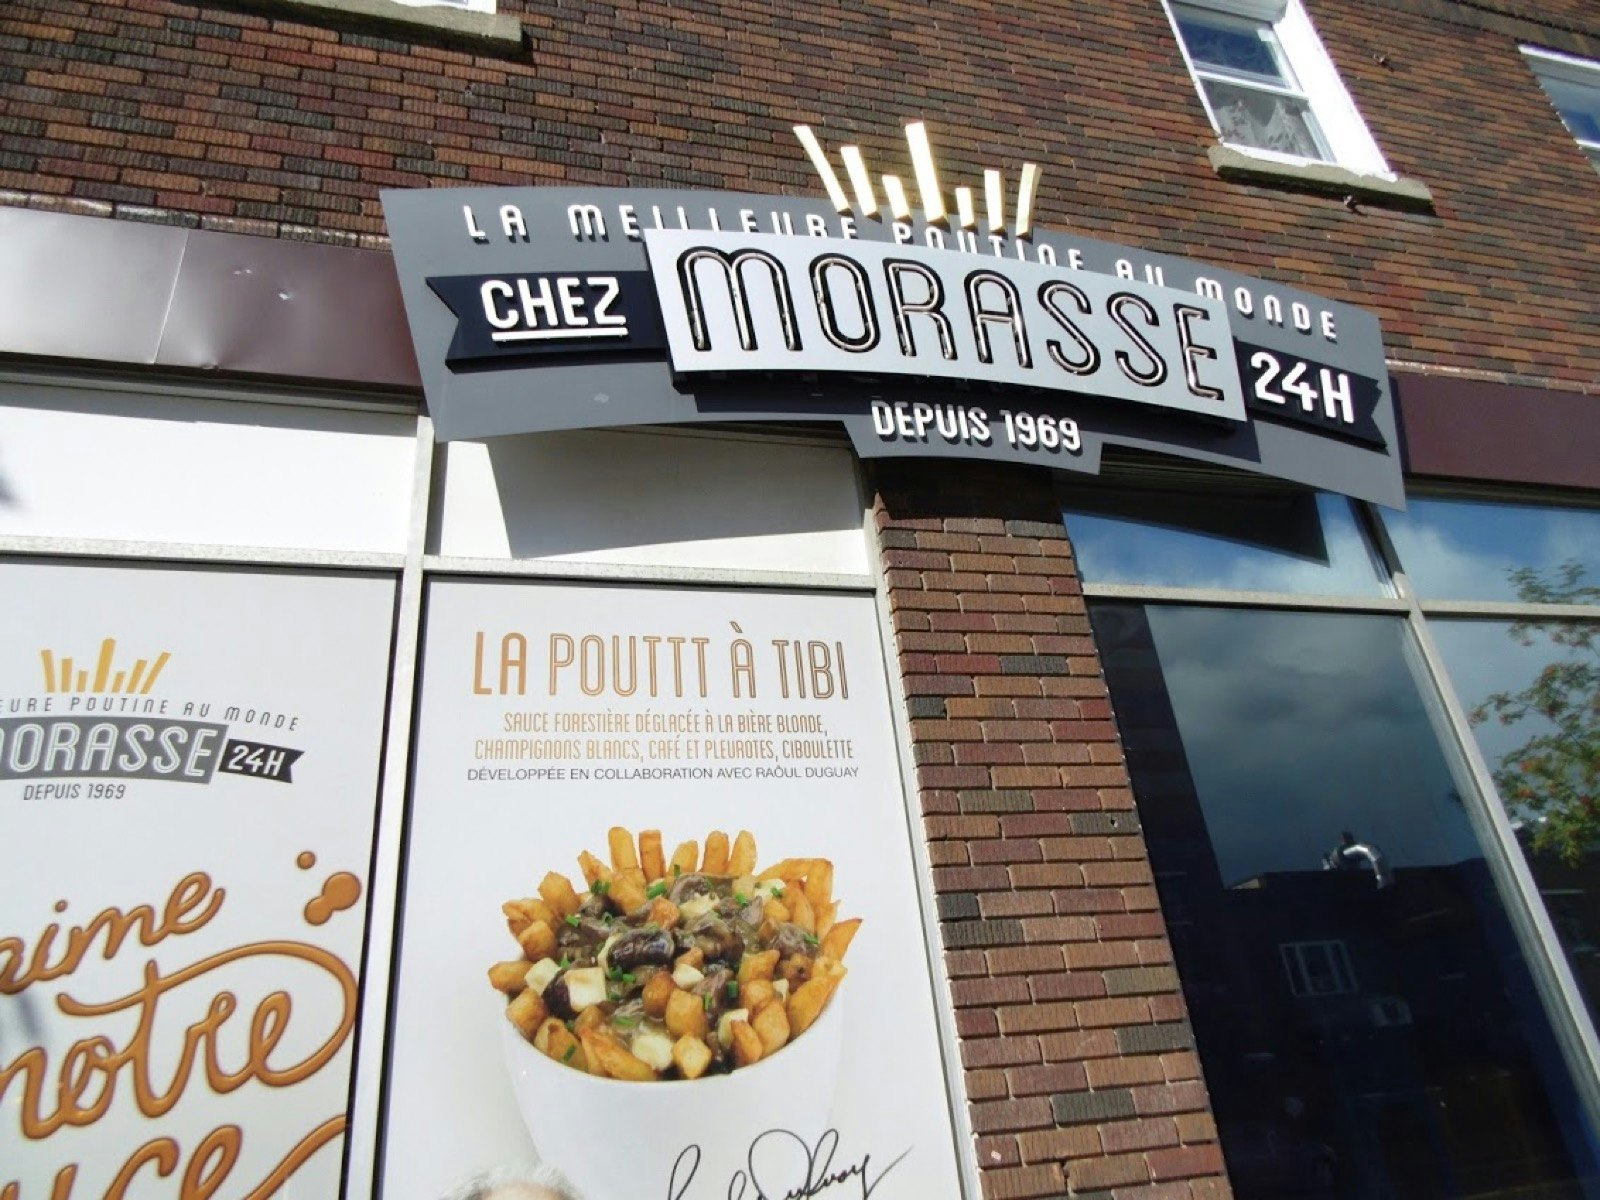 LA MEILLEURE POUTINE AU MONDE
CHEZ MORASSE 24H
DEPUIS 1969
EURE POUTINE AU MONDE
MORASSE 24H
DEPUIS 1969
aime
notre
LA POUTTT À TIBI
SAUCE FORESTIÈRE DÉGLACÉE À LA BIÈRE BLONDE,
CHAMPIGNONS BLANCS, CAFÉ ET PLEUROTES, CIBOULETTE
DÉVELOPPÉE EN COLLABORATION AVEC RAÔUL DUGUAY